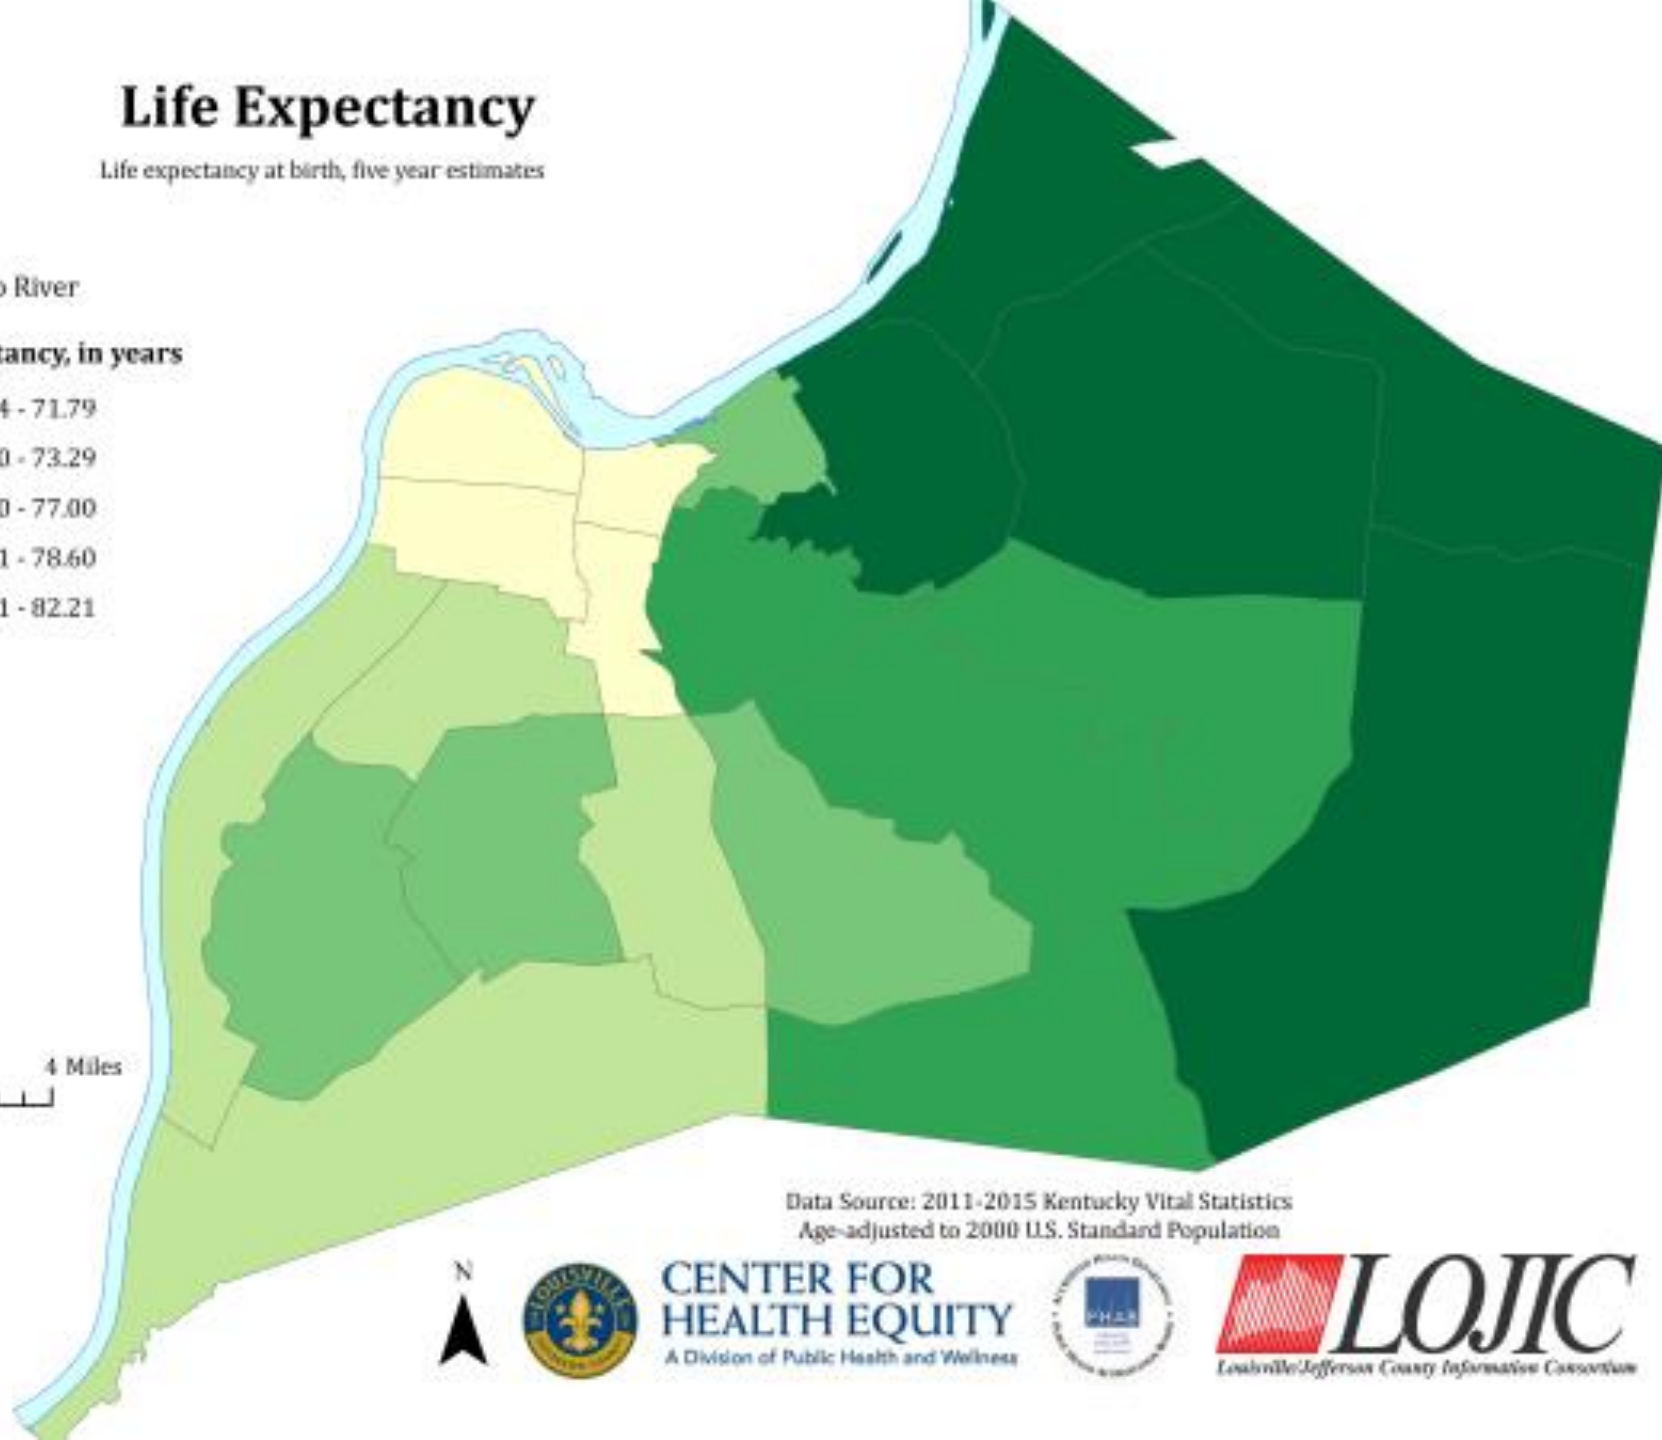 Life Expectancy
Life expectancy at birth, five year estimates
o River
tancy, in years
4 - 71.79
0 - 73.29
0 - 77.00
1 - 78.60
1 - 82.21
4 Miles
Data Source: 2011-2015 Kentucky Vital Statistics
Age-adjusted to 2000 U.S. Standard Population
N
LOUISVILLE
CENTER FOR
HEALTH EQUITY
A Division of Public Health and Wellness
PHAB
LOJIC
Louisville/Jefferson County Information Consortium